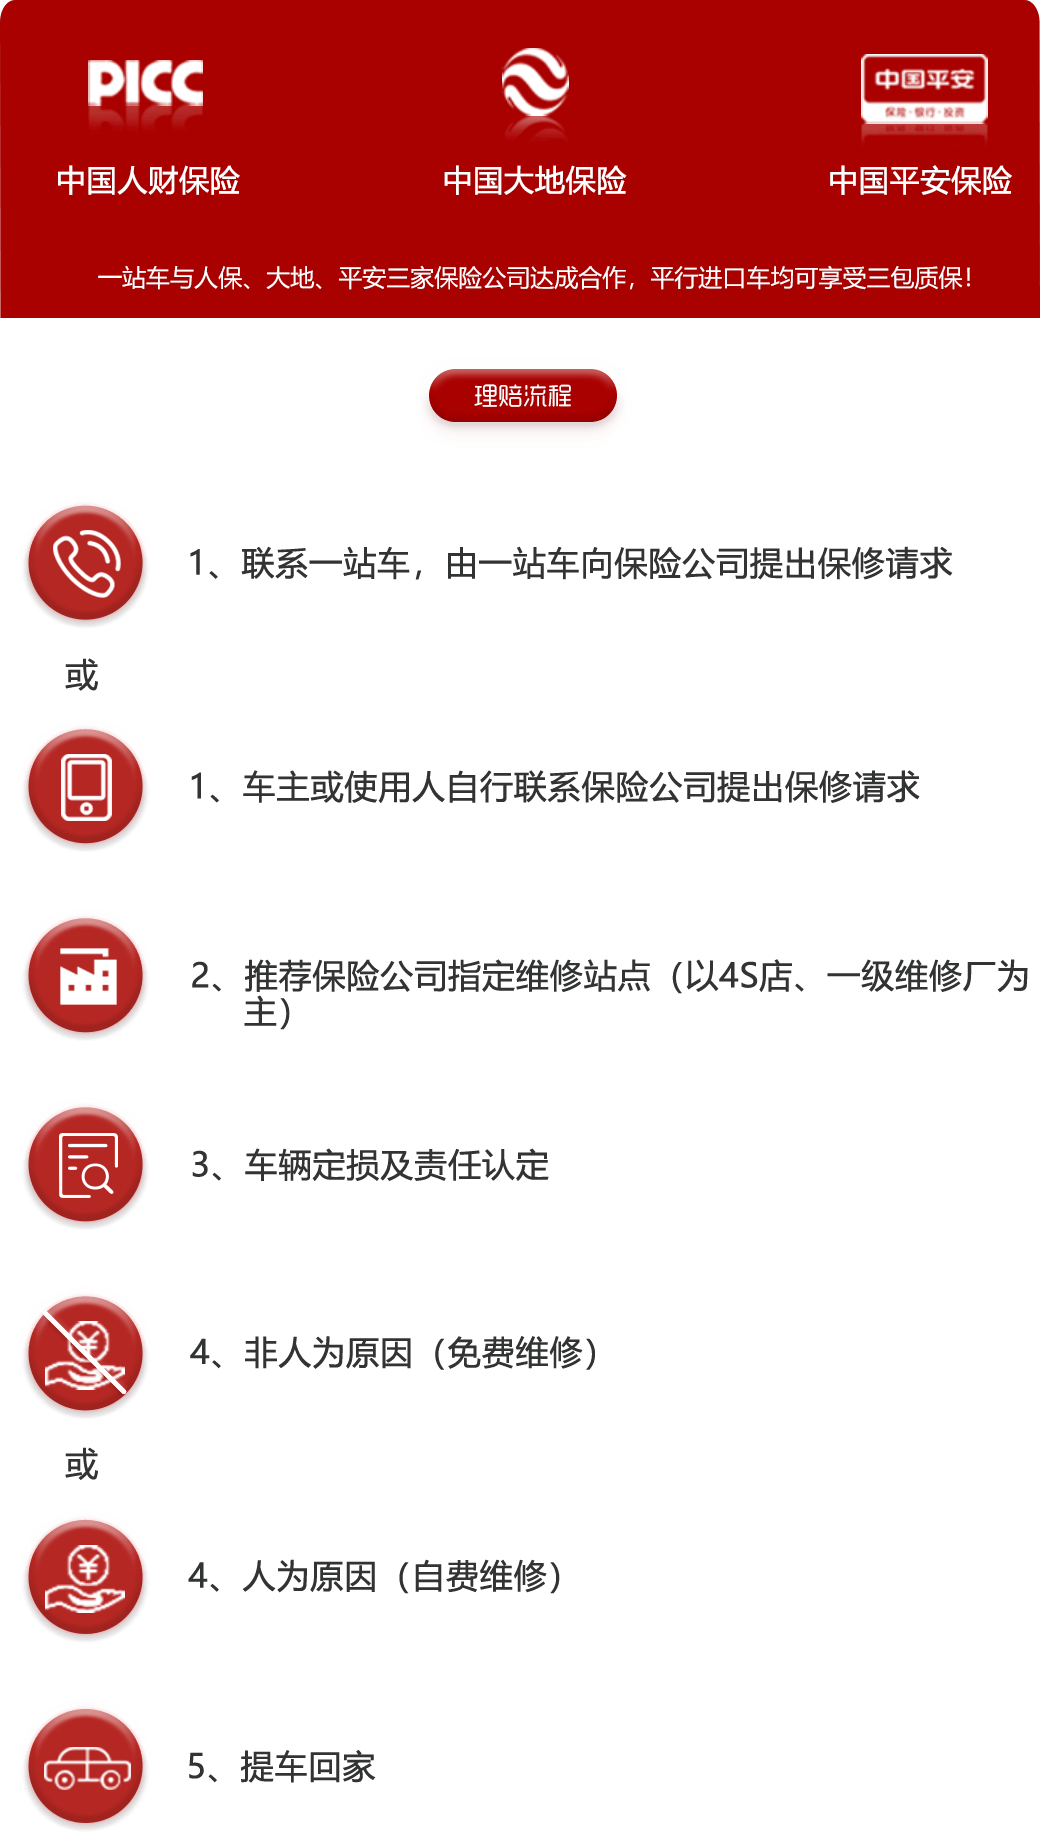 PICC
中国平安
保险·银行·投资
中国人财保险
中国大地保险
中国平安保险
一站车与人保、大地、平安三家保险公司达成合作，平行进口车均可享受三包质保！
理赔流程
1、联系一站车，由一站车向保险公司提出保修请求
或
1、车主或使用人自行联系保险公司提出保修请求
2、推荐保险公司指定维修站点（以4S店、一级维修厂为
主）
3、车辆定损及责任认定
4、非人为原因（免费维修）
或
4、人为原因（自费维修）
5、提车回家